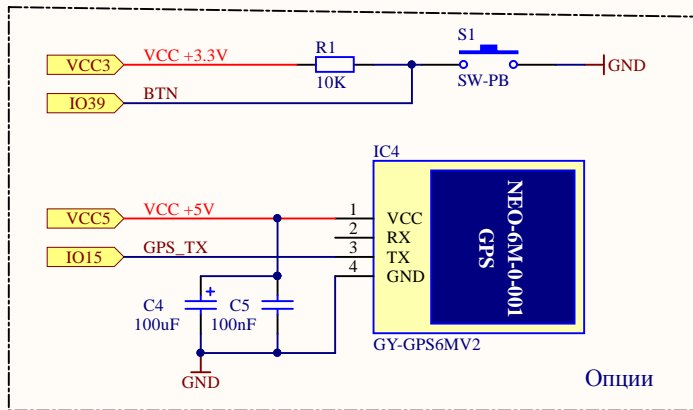 S1
VCC3 VCC +3.3V R1 GND
10K SW-PB
IO39 BTN
IC4
VCC5 VCC +5V 1 VCC
2 RX
IO15 GPS_TX 3 TX
4 GND
NEO-6M-0-001
GPS
C4 + C5
100uF 100nF
GY-GPS6MV2
GND
Опции